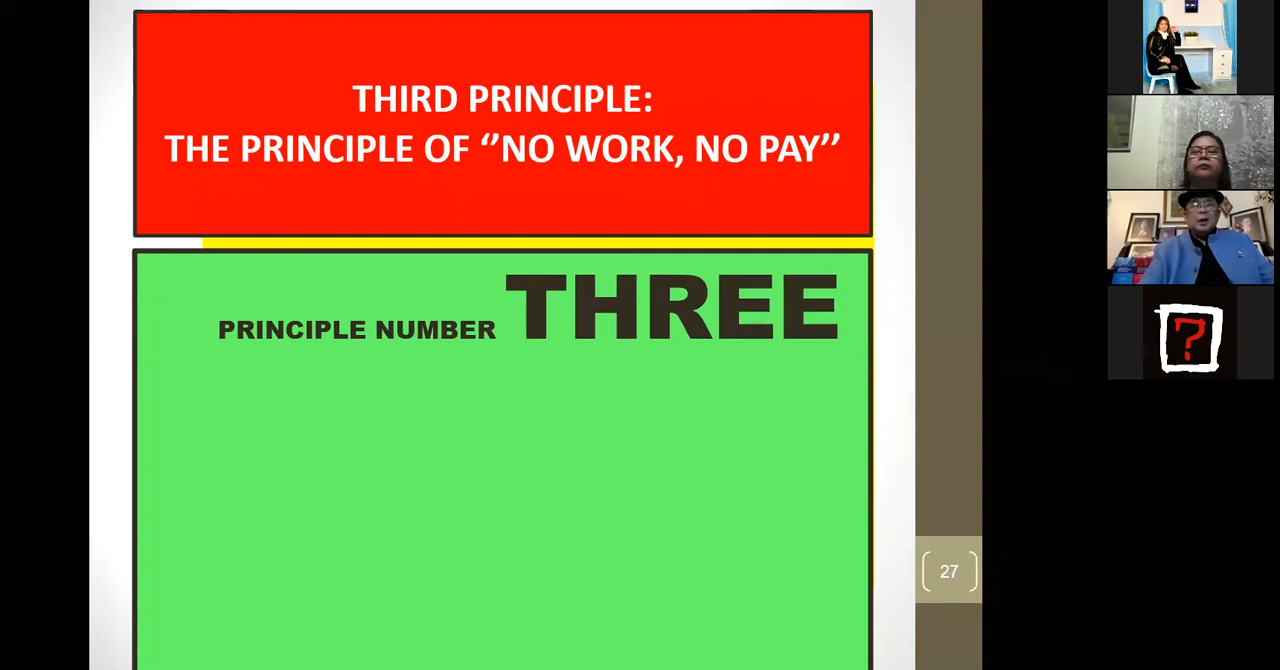 THIRD PRINCIPLE:
THE PRINCIPLE OF ‘’NO WORK, NO PAY’’
PRINCIPLE NUMBER THREE
27
?